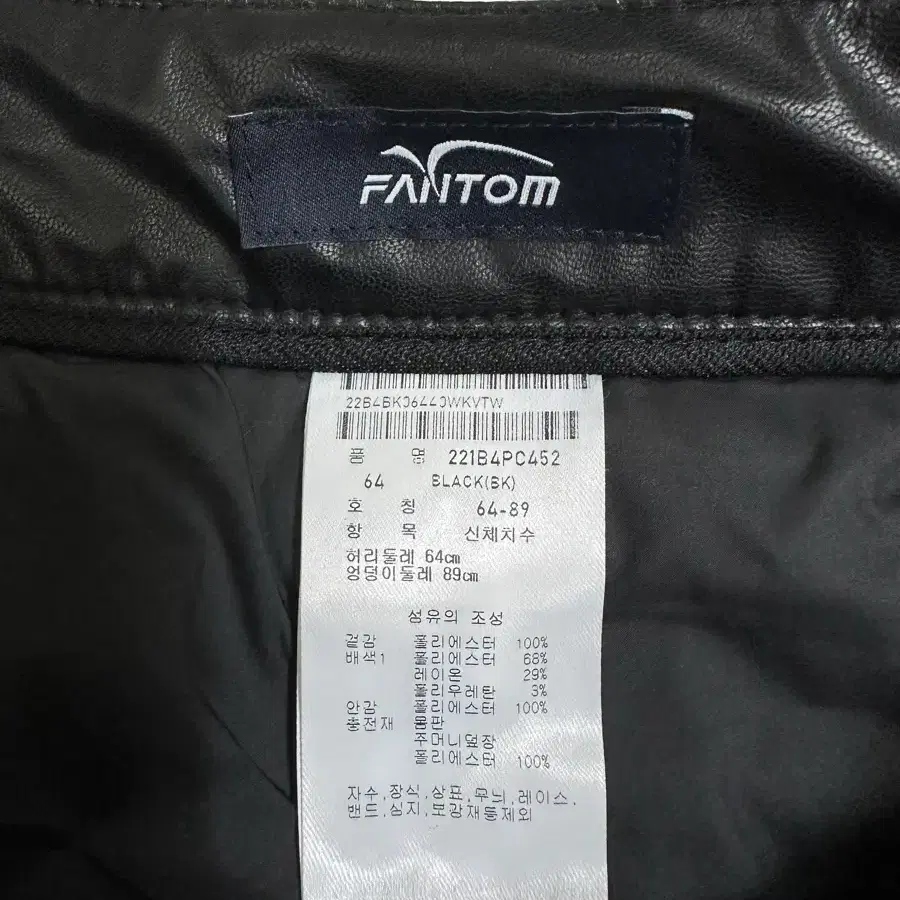 FANTOM
22B4BK36443WKVTW
품 명 221B4PC452
64 BLACK(BK)
호 칭 64-89
항 목 신체치수
허리둘레 64cm
엉덩이둘레 89cm
섬유의 조성
겉감 폴리에스터 100%
배색1 폴리에스터 68%
레이온 29%
폴리우레탄 3%
안감 폴리에스터 100%
충전재 몸판
주머니덮장
폴리에스터 100%
자수,장식,상표,무늬,레이스,
밴드,심지,보강재등제외